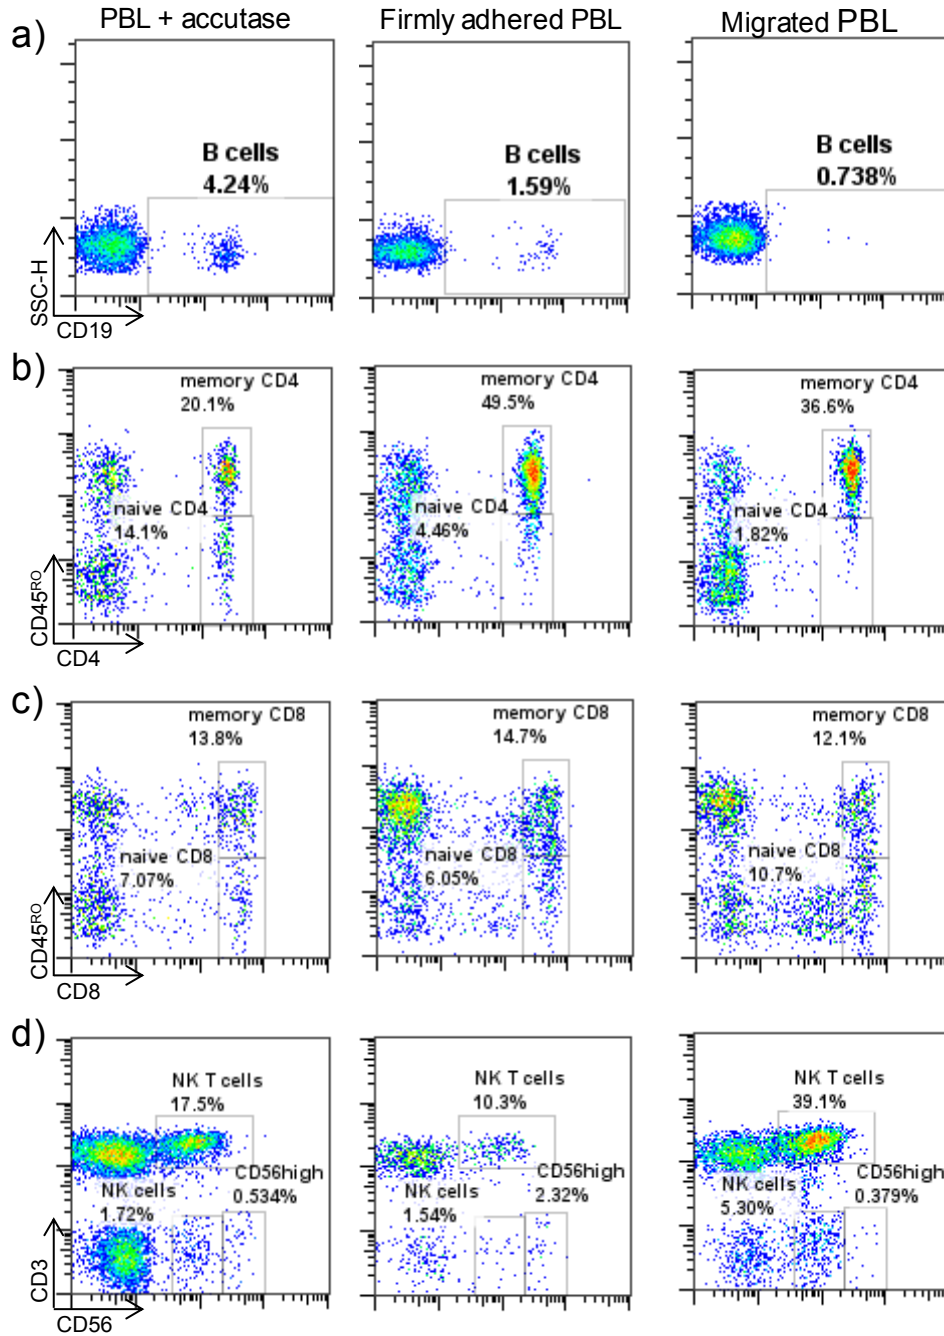 PBL + accutase
Firmly adhered PBL
Migrated PBL
a)
B cells
4.24%
B cells
1.59%
B cells
0.738%
SSC-H
CD19
b)
memory CD4
20.1%
naive CD4
14.1%
memory CD4
49.5%
naive CD4
4.46%
memory CD4
36.6%
naive CD4
1.82%
CD45RO
CD4
c)
memory CD8
13.8%
naive CD8
7.07%
memory CD8
14.7%
naive CD8
6.05%
memory CD8
12.1%
naive CD8
10.7%
CD45RO
CD8
d)
NK T cells
17.5%
CD56high
0.534%
NK cells
1.72%
NK T cells
10.3%
CD56high
2.32%
NK cells
1.54%
NK T cells
39.1%
CD56high
0.379%
NK cells
5.30%
CD3
CD56